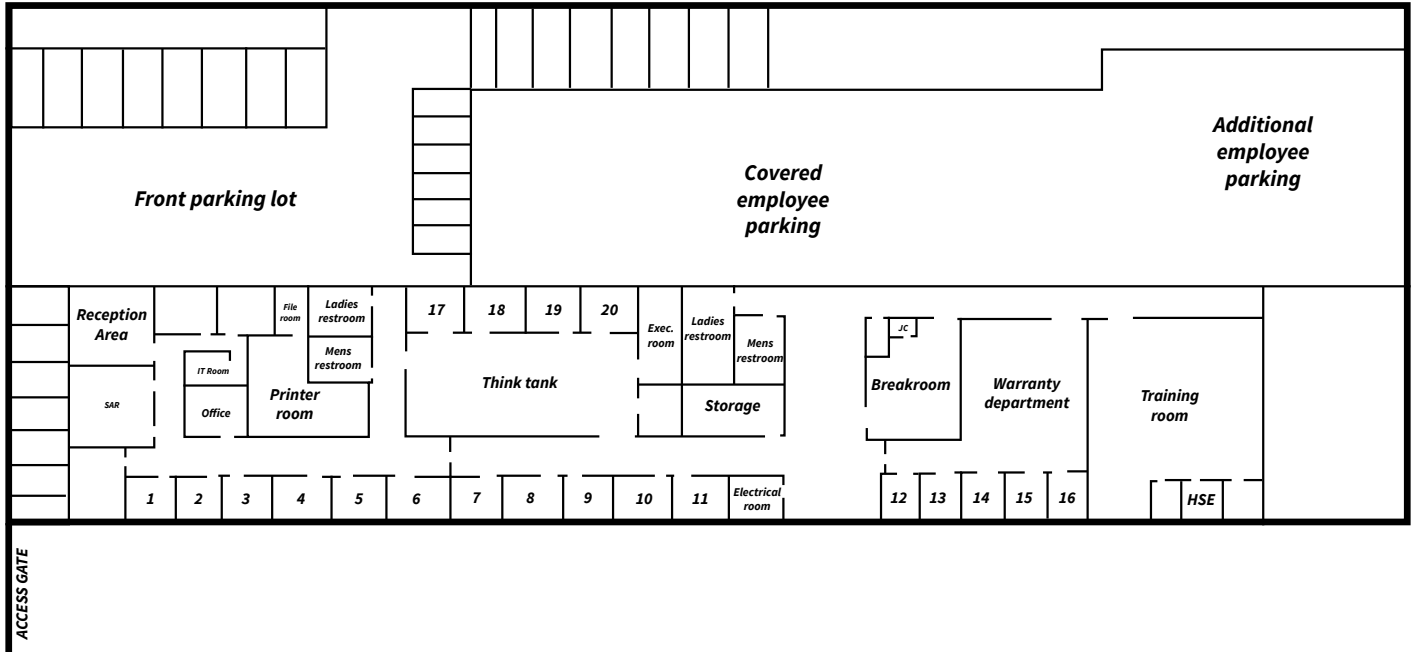 Additional
employee
parking
Covered
employee
parking
Front parking lot
Reception
Area
File
room
Ladies
restroom
17
18
19
20
Exec.
room
Ladies
restroom
Mens
restroom
JC
Mens
restroom
IT Room
SAR
Office
Printer
room
Think tank
Storage
Breakroom
Warranty
department
Training
room
1
2
3
4
5
6
7
8
9
10
11
Electrical
room
12
13
14
15
16
HSE
ACCESS GATE